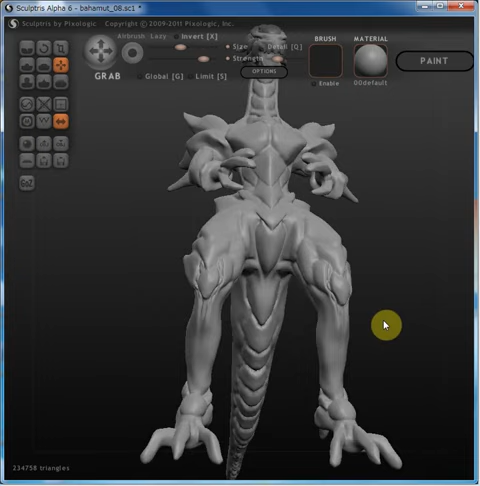 Sculptris Alpha 6 - bahamut_08.sc1 *
Sculptris by Pixologic Copyright © 2009-2011 Pixologic, Inc.
Airbrush Lazy Invert [X]
Size Detail [Q]
Strength
GRAB Global [G] Limit [S]
OPTIONS
BRUSH
Enable
MATERIAL
00default
PAINT
234758 triangles